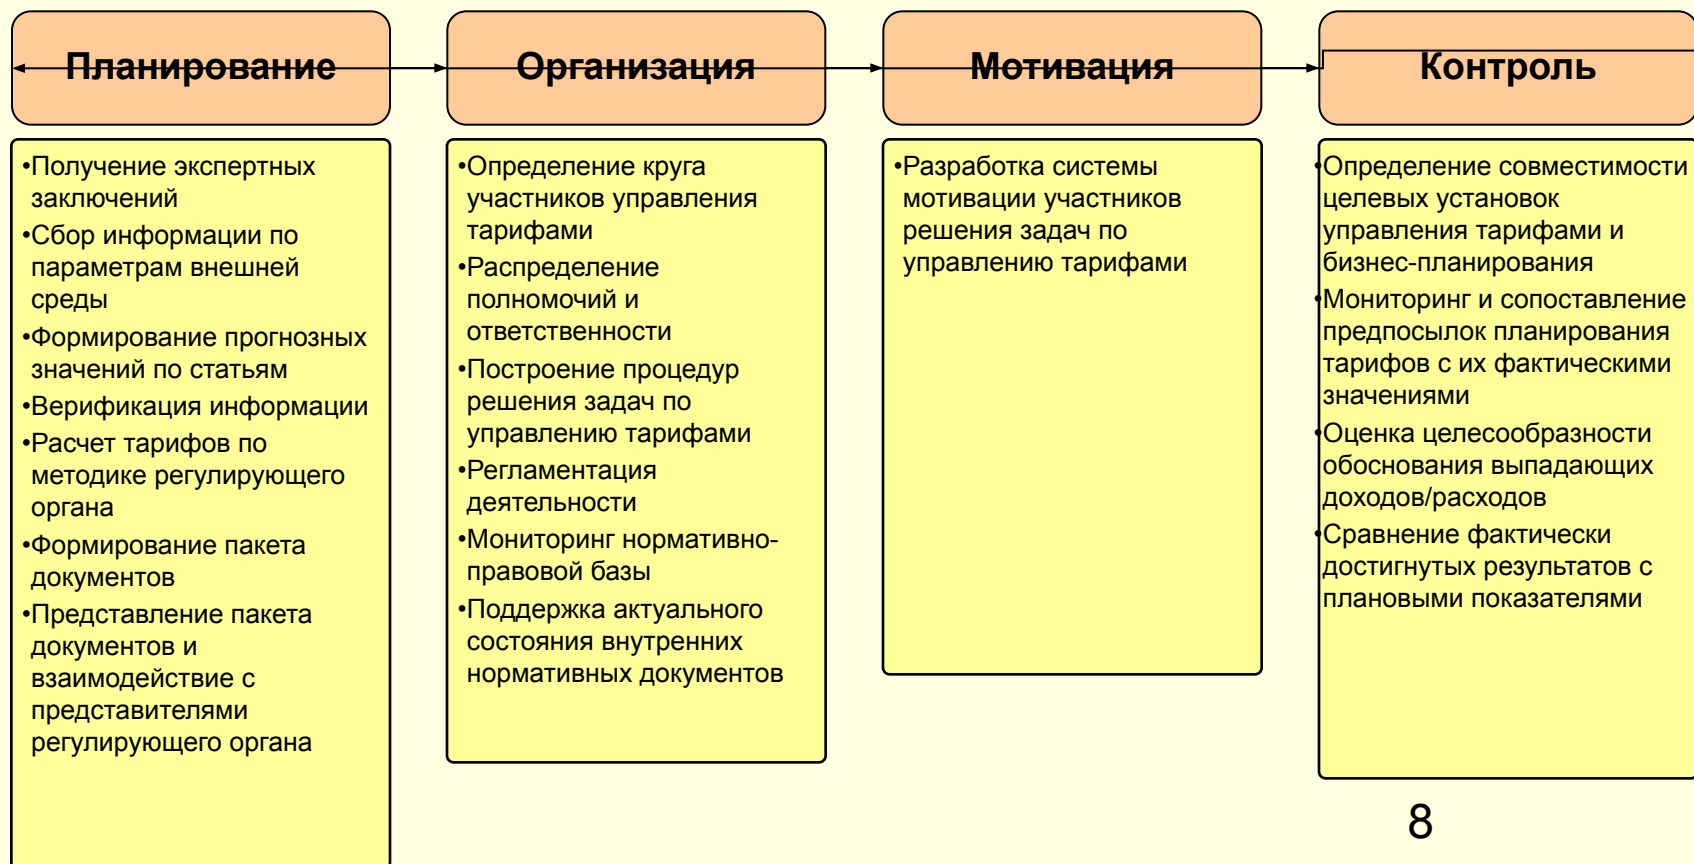 Планирование
Организация
Мотивация
Контроль
•Получение экспертных
заключений
•Сбор информации по
параметрам внешней
среды
•Формирование прогнозных
значений по статьям
•Верификация информации
•Расчет тарифов по
методике регулирующего
органа
•Формирование пакета
документов
•Представление пакета
документов и
взаимодействие с
представителями
регулирующего органа
•Определение круга
участников управления
тарифами
•Распределение
полномочий и
ответственности
•Построение процедур
решения задач по
управлению тарифами
•Регламентация
деятельности
•Мониторинг нормативно-
правовой базы
•Поддержка актуального
состояния внутренних
нормативных документов
•Разработка системы
мотивации участников
решения задач по
управлению тарифами
•Определение совместимости
целевых установок
управления тарифами и
бизнес-планирования
•Мониторинг и сопоставление
предпосылок планирования
тарифов с их фактическими
значениями
•Оценка целесообразности
обоснования выпадающих
доходов/расходов
•Сравнение фактически
достигнутых результатов с
плановыми показателями
8